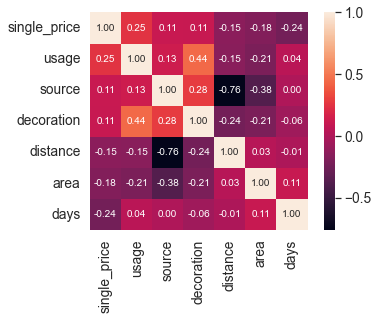 single_price 1.00 0.25 0.11 0.11 -0.15 -0.18 -0.24
usage 0.25 1.00 0.13 0.44 -0.15 -0.21 0.04
source 0.11 0.13 1.00 0.28 -0.76 -0.38 0.00
decoration 0.11 0.44 0.28 1.00 -0.24 -0.21 -0.06
distance -0.15 -0.15 -0.76 -0.24 1.00 0.03 -0.01
area -0.18 -0.21 -0.38 -0.21 0.03 1.00 0.11
days -0.24 0.04 0.00 -0.06 -0.01 0.11 1.00
single_price usage source decoration distance area days
1.0
0.5
0.0
-0.5